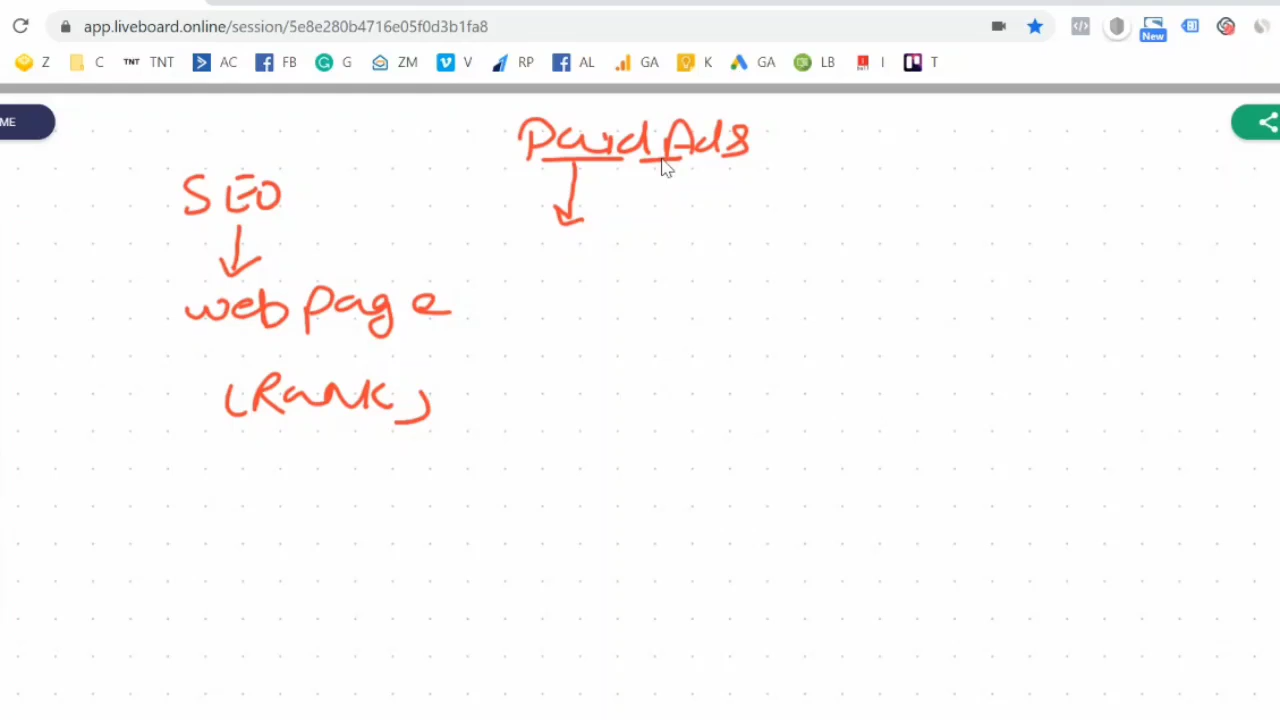 app.liveboard.online/session/5e8e280b4716e05f0d3b1fa8
New
Z C TNT TNT AC FB G ZM V RP AL GA K GA LB I T
ME
Paid Ads
SEO
web page
(Rank)